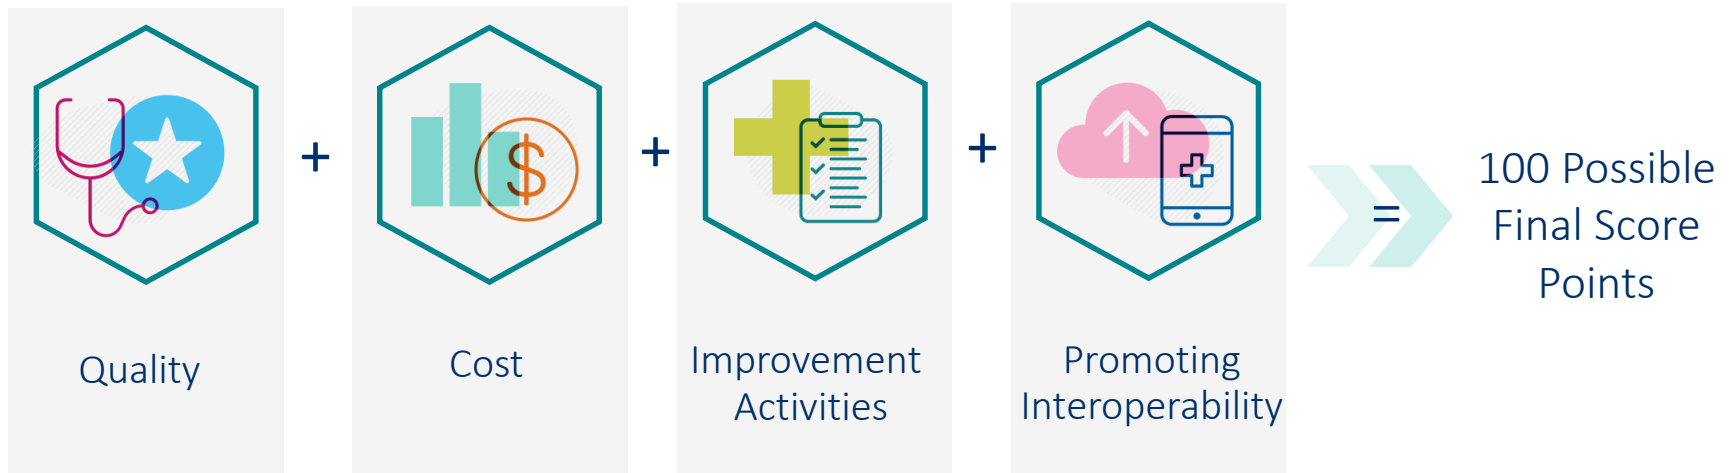 Quality
+
Cost
+
Improvement
Activities
+
Promoting
Interoperability
=
100 Possible
Final Score
Points
$